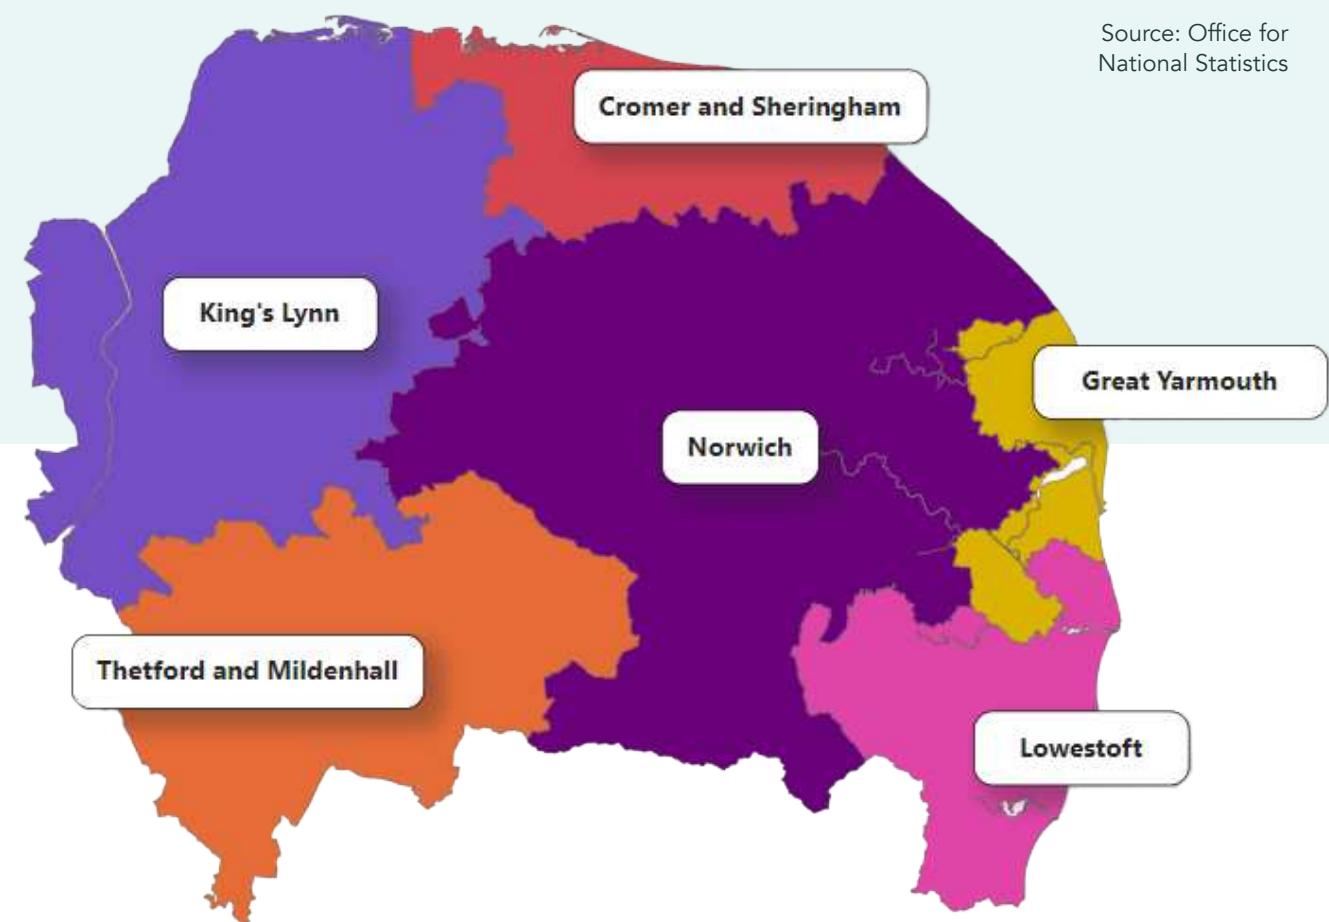 Source: Office for
National Statistics
Cromer and Sheringham
King's Lynn
Great Yarmouth
Norwich
Thetford and Mildenhall
Lowestoft